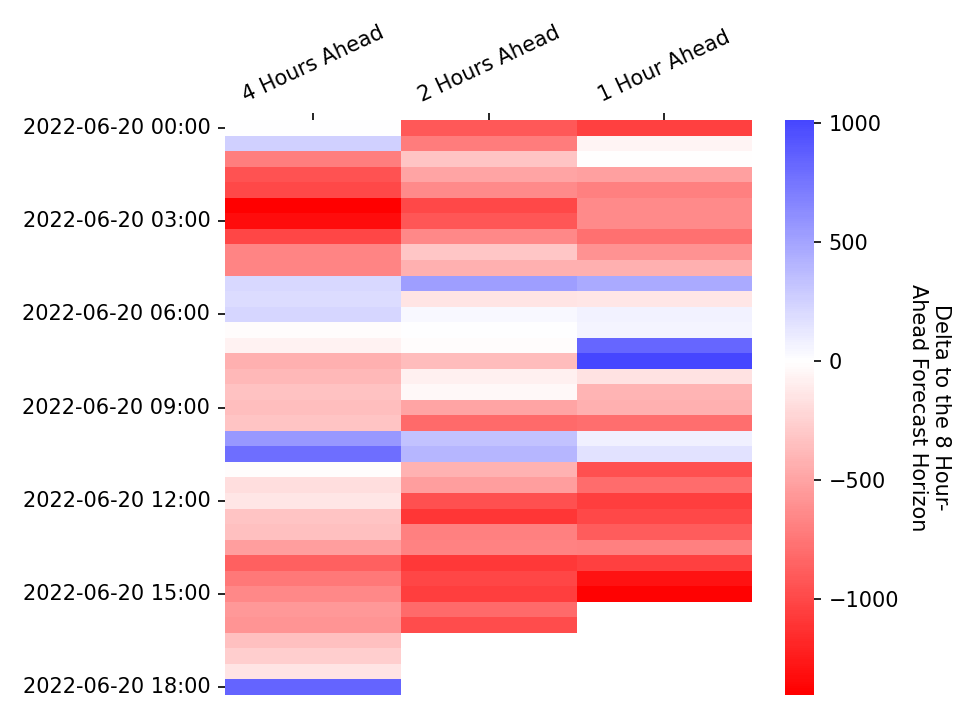 4 Hours Ahead
2 Hours Ahead
1 Hour Ahead
2022-06-20 00:00
2022-06-20 03:00
2022-06-20 06:00
2022-06-20 09:00
2022-06-20 12:00
2022-06-20 15:00
2022-06-20 18:00
1000
500
0
−500
−1000
Delta to the 8 Hour-
Ahead Forecast Horizon